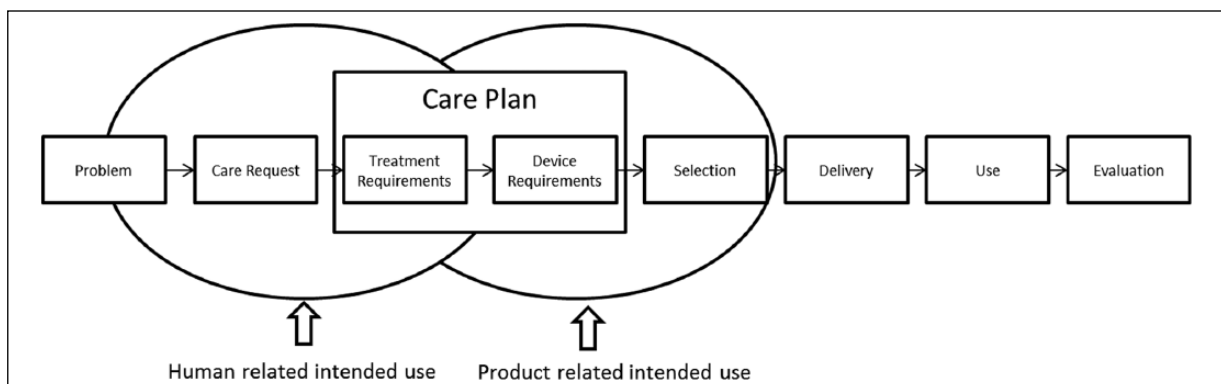 Care Plan
Problem
Care Request
Treatment
Requirements
Device
Requirements
Selection
Delivery
Use
Evaluation
Human related intended use
Product related intended use